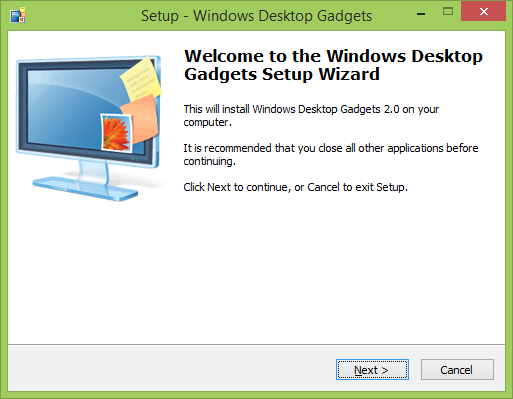 Setup - Windows Desktop Gadgets
Welcome to the Windows Desktop
Gadgets Setup Wizard
This will install Windows Desktop Gadgets 2.0 on your
computer.
It is recommended that you close all other applications before
continuing.
Click Next to continue, or Cancel to exit Setup.
Next >
Cancel